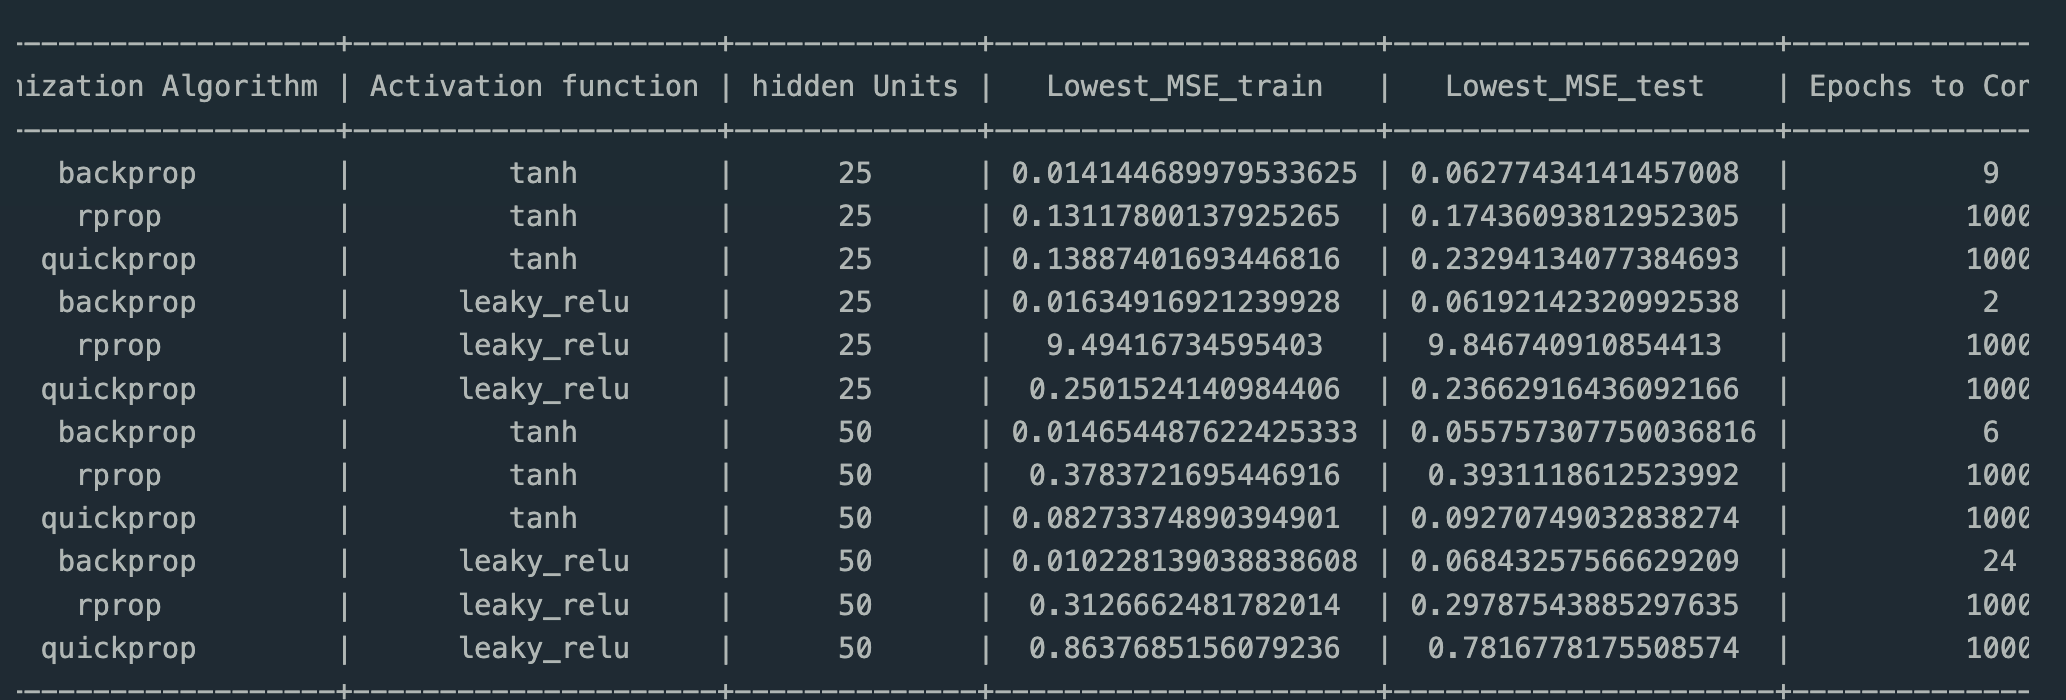 nization Algorithm | Activation function | hidden Units | Lowest_MSE_train | Lowest_MSE_test | Epochs to Con
backprop | tanh | 25 | 0.014144689979533625 | 0.06277434141457008 | 9
rprop | tanh | 25 | 0.13117800137925265 | 0.17436093812952305 | 1000
quickprop | tanh | 25 | 0.13887401693446816 | 0.23294134077384693 | 1000
backprop | leaky_relu | 25 | 0.01634916921239928 | 0.06192142320992538 | 2
rprop | leaky_relu | 25 | 9.49416734595403 | 9.846740910854413 | 1000
quickprop | leaky_relu | 25 | 0.2501524140984406 | 0.23662916436092166 | 1000
backprop | tanh | 50 | 0.014654487622425333 | 0.055757307750036816 | 6
rprop | tanh | 50 | 0.3783721695446916 | 0.3931118612523992 | 1000
quickprop | tanh | 50 | 0.08273374890394901 | 0.09270749032838274 | 1000
backprop | leaky_relu | 50 | 0.010228139038838608 | 0.06843257566629209 | 24
rprop | leaky_relu | 50 | 0.3126662481782014 | 0.29787543885297635 | 1000
quickprop | leaky_relu | 50 | 0.8637685156079236 | 0.7816778175508574 | 1000